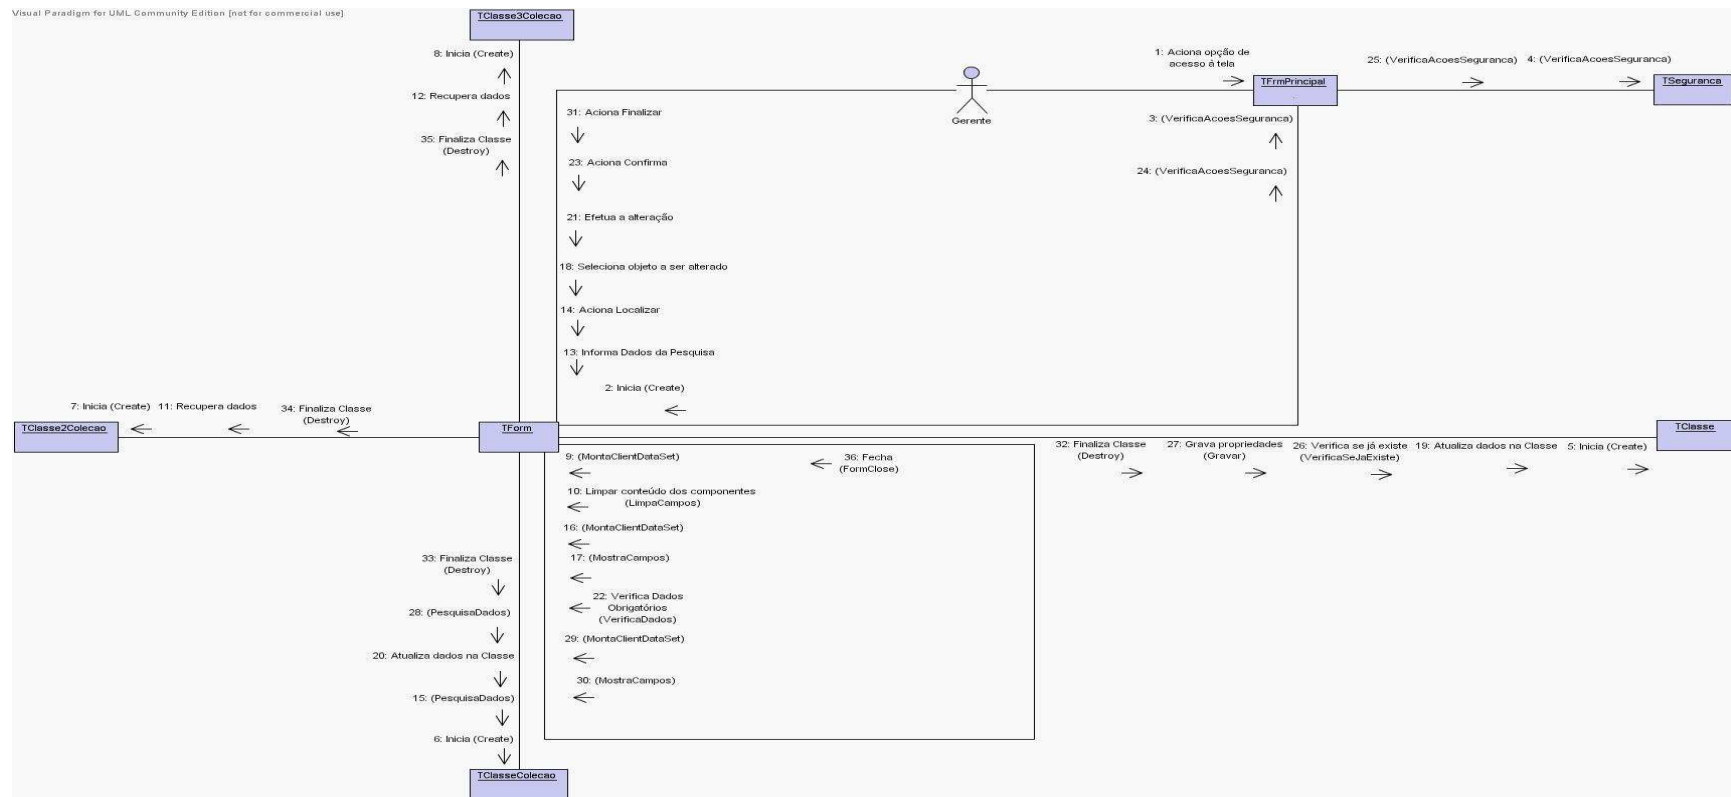 Visual Paradigm for UML Community Edition [not for commercial use]
TClasse3Colecao
8: Inicia (Create)
12: Recupera dados
35: Finaliza Classe
(Destroy)
31: Aciona Finalizar
23: Aciona Confirma
21: Efetua a alteração
18: Seleciona objeto a ser alterado
14: Aciona Localizar
13: Informa Dados da Pesquisa
2: Inicia (Create)
Gerente
1: Aciona opção de
acesso à tela
TFrmPrincipal
3: (VerificaAcoesSeguranca)
24: (VerificaAcoesSeguranca)
25: (VerificaAcoesSeguranca)
4: (VerificaAcoesSeguranca)
TSeguranca
7: Inicia (Create)
11: Recupera dados
34: Finaliza Classe
(Destroy)
TClasse2Colecao
TForm
TClasse
9: (MontaClientDataSet)
36: Fecha
(FormClose)
10: Limpar conteúdo dos componentes
(LimpaCampos)
16: (MontaClientDataSet)
17: (MostraCampos)
22: Verifica Dados
Obrigatórios
(VerificaDados)
29: (MontaClientDataSet)
30: (MostraCampos)
32: Finaliza Classe
(Destroy)
27: Grava propriedades
(Gravar)
26: Verifica se já existe
(VerificaSeJaExiste)
19: Atualiza dados na Classe
5: Inicia (Create)
33: Finaliza Classe
(Destroy)
28: (PesquisaDados)
20: Atualiza dados na Classe
15: (PesquisaDados)
6: Inicia (Create)
TClasseColecao